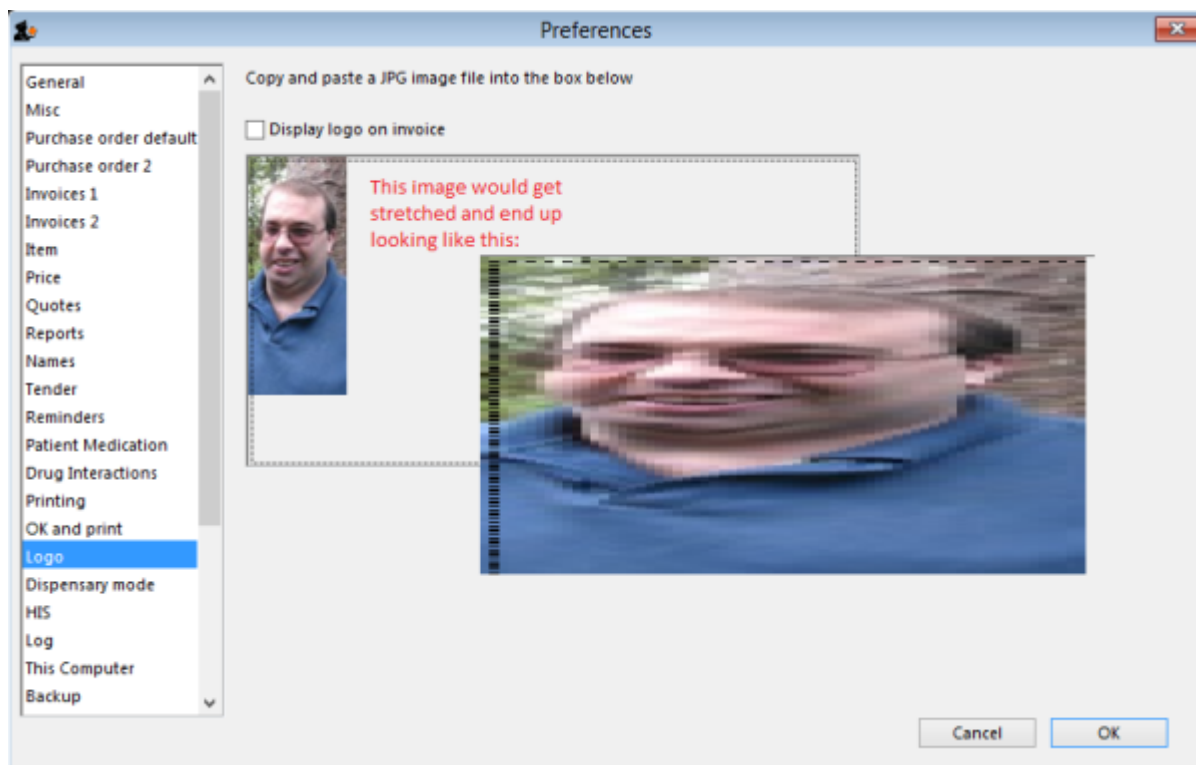 Preferences
General
Misc
Purchase order default
Purchase order 2
Invoices 1
Invoices 2
Item
Price
Quotes
Reports
Names
Tender
Reminders
Patient Medication
Drug Interactions
Printing
OK and print
Logo
Dispensary mode
HIS
Log
This Computer
Backup
Copy and paste a JPG image file into the box below
Display logo on invoice
This image would get
stretched and end up
looking like this:
Cancel
OK